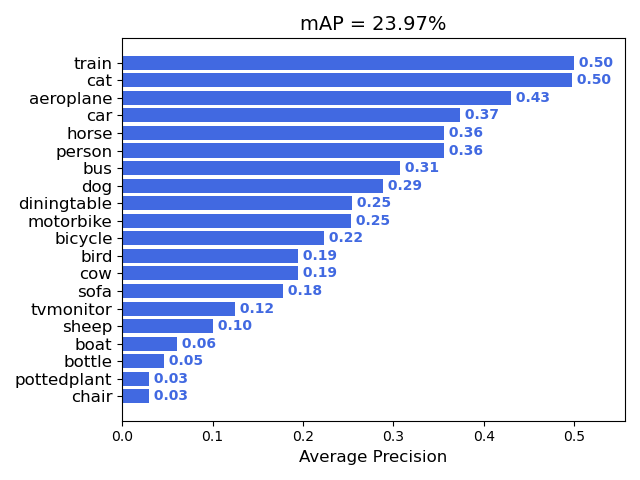 mAP = 23.97%
train 0.50
cat 0.50
aeroplane 0.43
car 0.37
horse 0.36
person 0.36
bus 0.31
dog 0.29
diningtable 0.25
motorbike 0.25
bicycle 0.22
bird 0.19
cow 0.19
sofa 0.18
tvmonitor 0.12
sheep 0.10
boat 0.06
bottle 0.05
pottedplant 0.03
chair 0.03
0.0 0.1 0.2 0.3 0.4 0.5
Average Precision